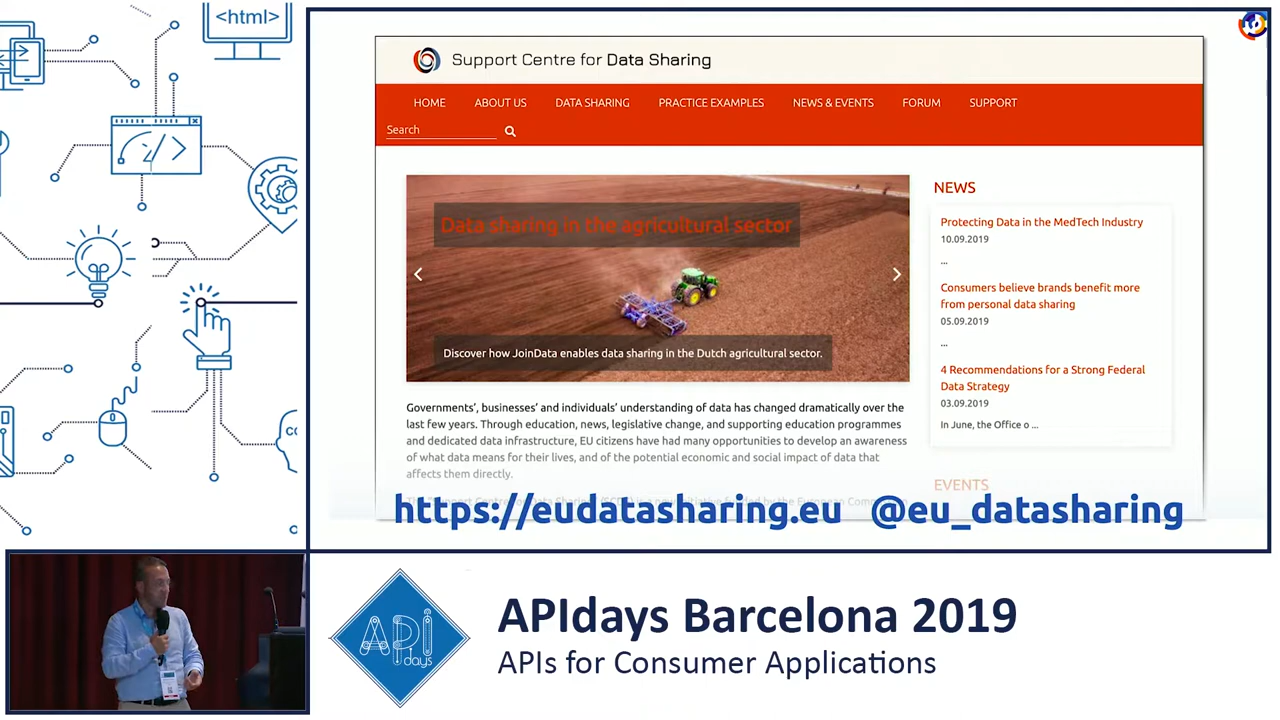 <html>
Support Centre for Data Sharing
HOME ABOUT US DATA SHARING PRACTICE EXAMPLES NEWS & EVENTS FORUM SUPPORT
Search
Data sharing in the agricultural sector
Discover how JoinData enables data sharing in the Dutch agricultural sector.
Governments', businesses' and individuals' understanding of data has changed dramatically over the
last few years. Through education, news, legislative change, and supporting education programmes
and dedicated data infrastructure, EU citizens have had many opportunities to develop an awareness
of what data means for their lives, and of the potential economic and social impact of data that
affects them directly.
NEWS
Protecting Data in the MedTech Industry
10.09.2019
...
Consumers believe brands benefit more
from personal data sharing
05.09.2019
...
4 Recommendations for a Strong Federal
Data Strategy
03.09.2019
In June, the Office o ...
EVENTS
https://eudatasharing.eu @eu_datasharing
API
days
APIdays Barcelona 2019
APIs for Consumer Applications